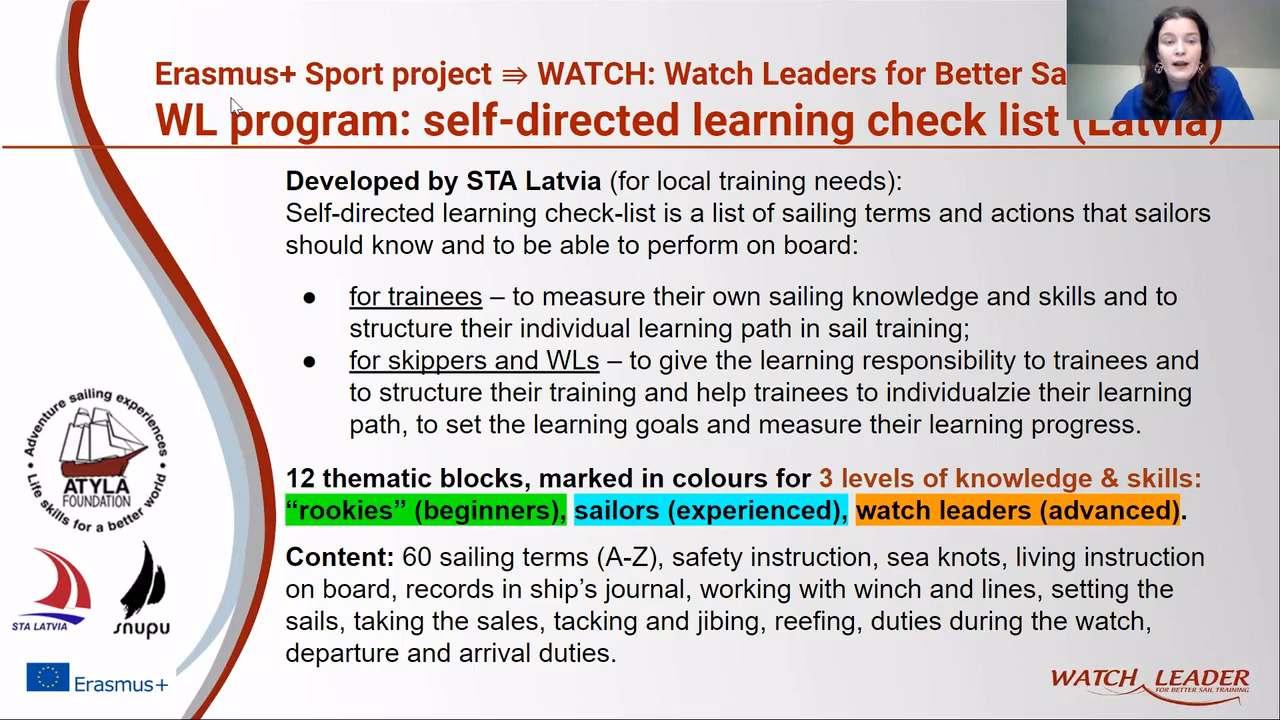 Erasmus+ Sport project ⇛ WATCH: Watch Leaders for Better Sa
WL program: self-directed learning check list (Latvia)
Developed by STA Latvia (for local training needs):
Self-directed learning check-list is a list of sailing terms and actions that sailors
should know and to be able to perform on board:
● for trainees – to measure their own sailing knowledge and skills and to
structure their individual learning path in sail training;
● for skippers and WLs – to give the learning responsibility to trainees and
to structure their training and help trainees to individualzie their learning
path, to set the learning goals and measure their learning progress.
12 thematic blocks, marked in colours for 3 levels of knowledge & skills:
“rookies” (beginners), sailors (experienced), watch leaders (advanced).
Content: 60 sailing terms (A-Z), safety instruction, sea knots, living instruction
on board, records in ship’s journal, working with winch and lines, setting the
sails, taking the sales, tacking and jibing, reefing, duties during the watch,
departure and arrival duties.
Adventure sailing experiences
ATYLA
FOUNDATION
Life skills for a better world
STA LATVIA
snupu
Erasmus+
WATCH LEADER
FOR BETTER SAIL TRAINING